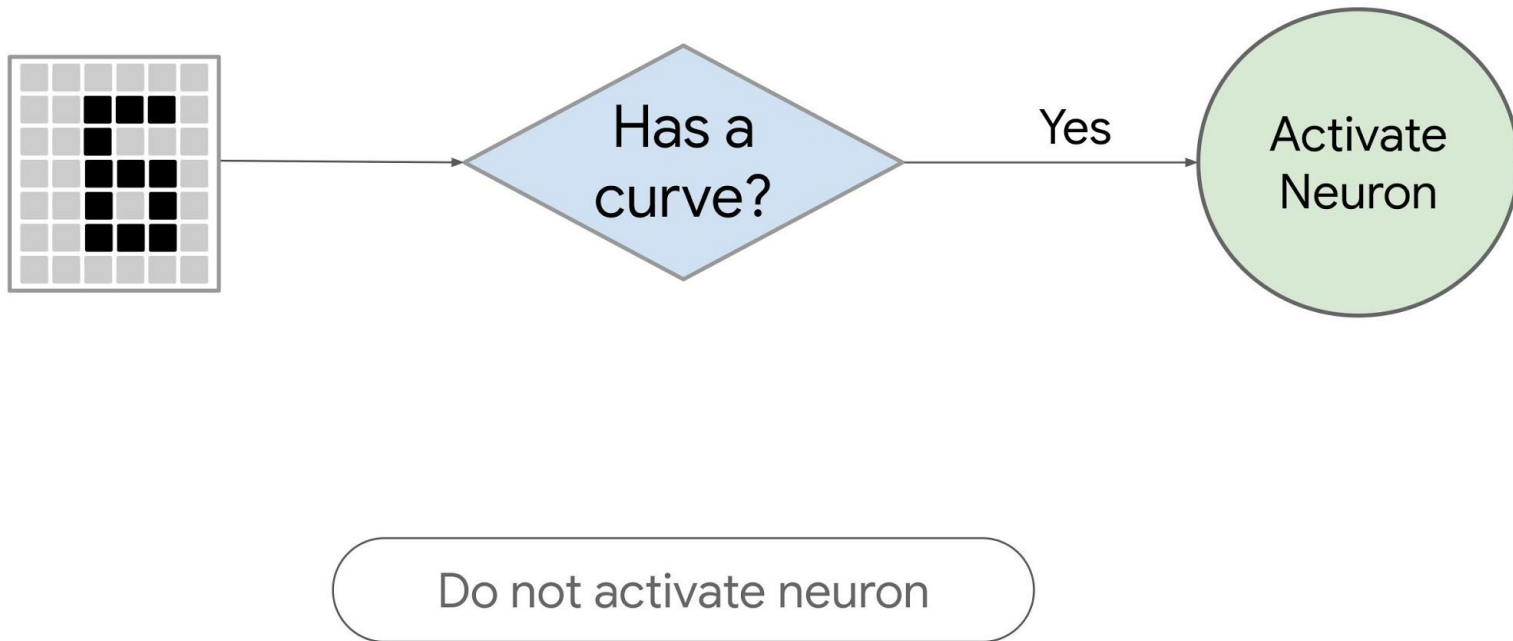 Has a
curve?
Yes
Activate
Neuron
Do not activate neuron